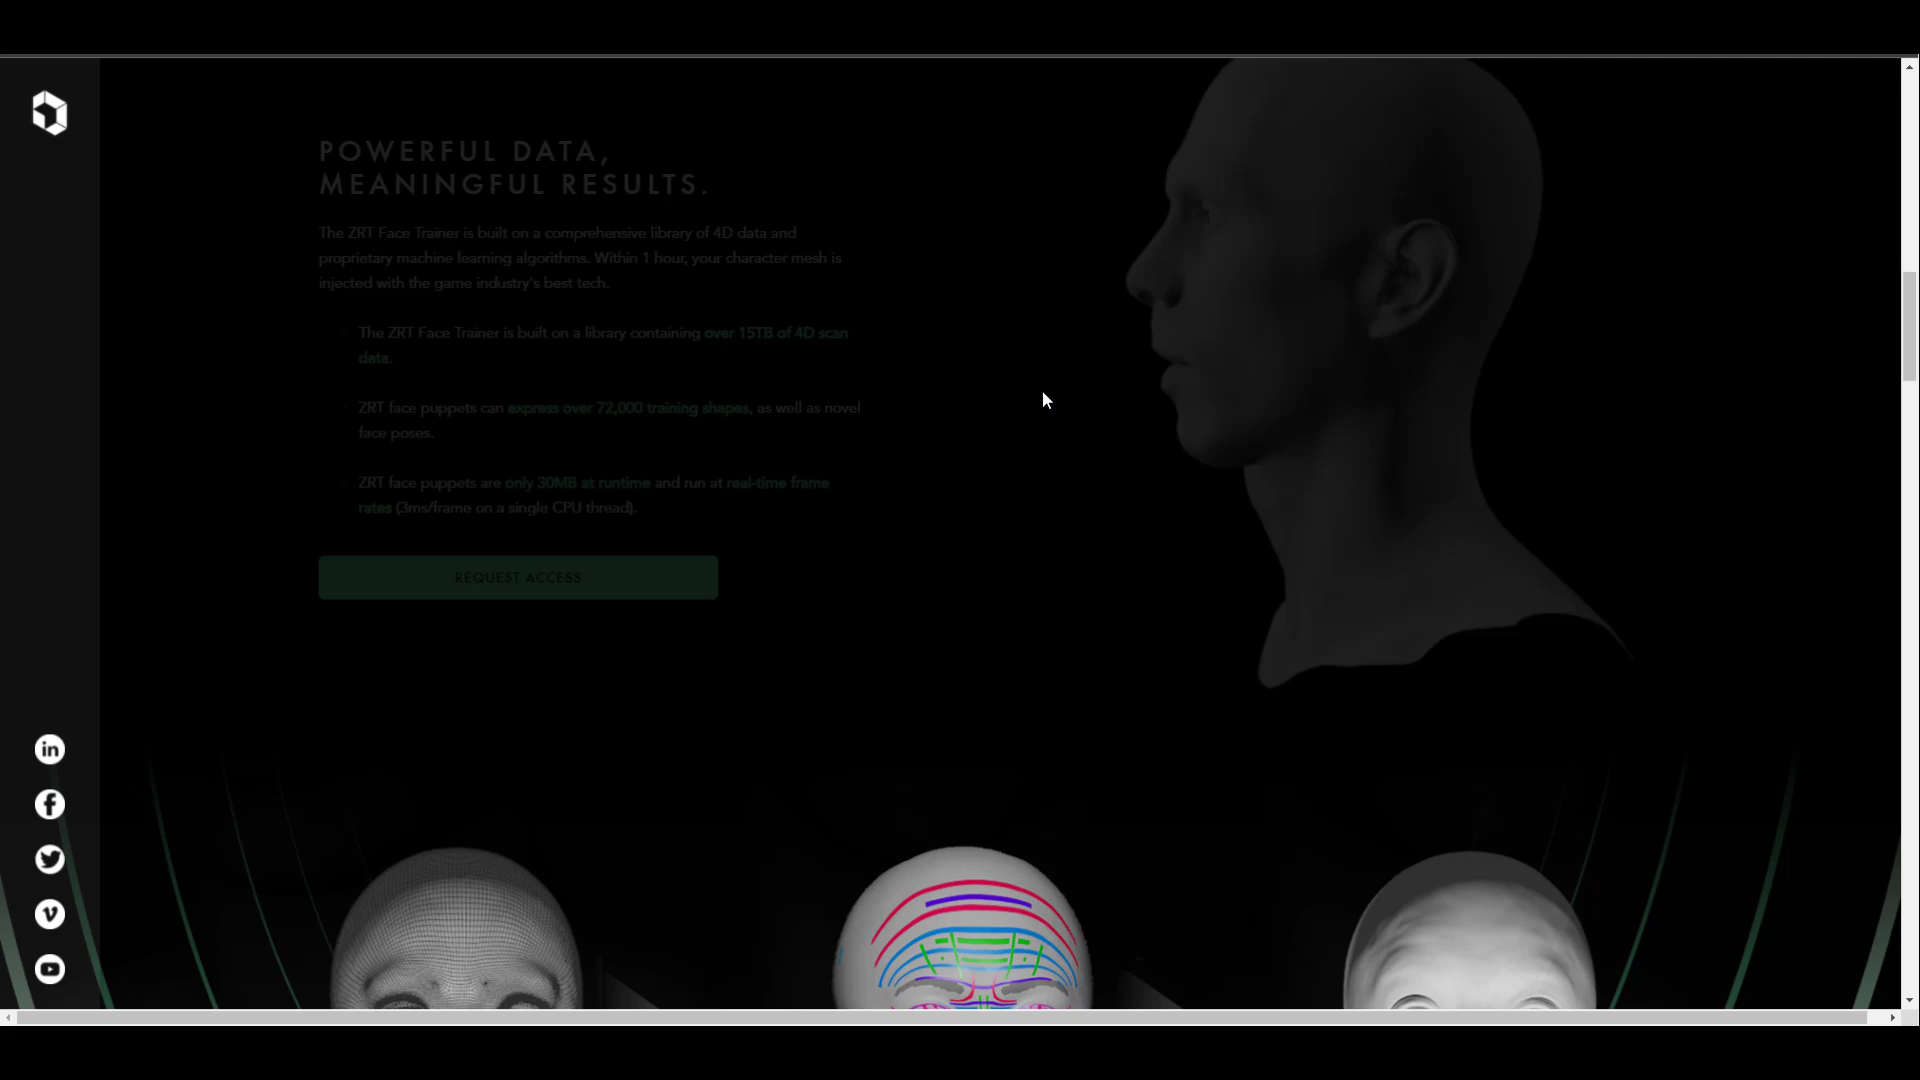 POWERFUL DATA,
MEANINGFUL RESULTS.
The ZRT Face Trainer is built on a comprehensive library of 4D data and
proprietary machine learning algorithms. Within 1 hour, your character mesh is
injected with the game industry's best tech.
The ZRT Face Trainer is built on a library containing over 15TB of 4D scan
data.
ZRT face puppets can express over 72,000 training shapes, as well as novel
face poses.
ZRT face puppets are only 30MB at runtime and run at real-time frame
rates (3ms/frame on a single CPU thread).
REQUEST ACCESS